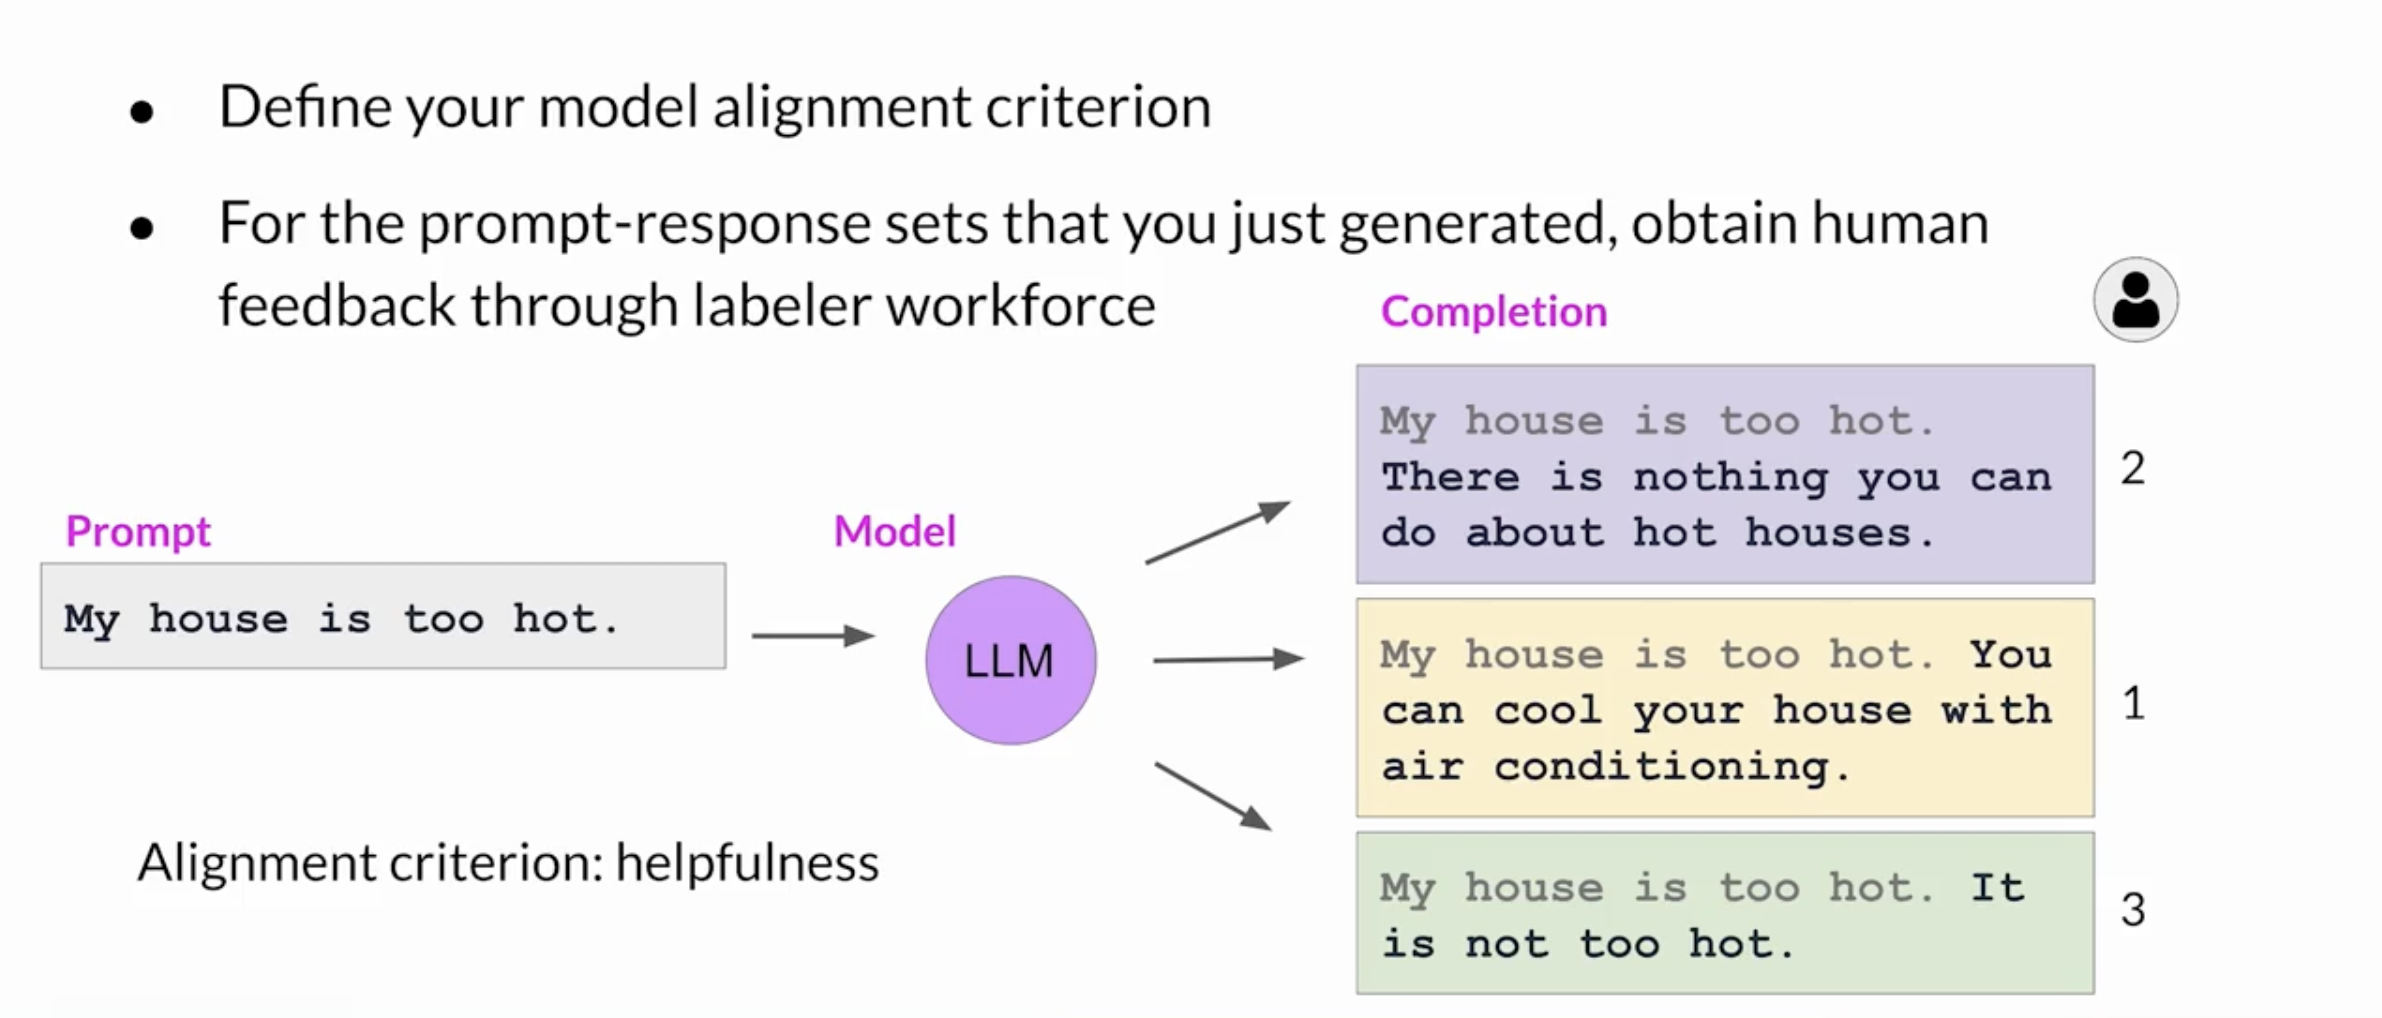 Define your model alignment criterion
For the prompt-response sets that you just generated, obtain human
feedback through labeler workforce
Completion
My house is too hot.
There is nothing you can
do about hot houses.
2
Prompt
Model
My house is too hot.
LLM
My house is too hot. You
can cool your house with
air conditioning.
1
Alignment criterion: helpfulness
My house is too hot. It
is not too hot.
3